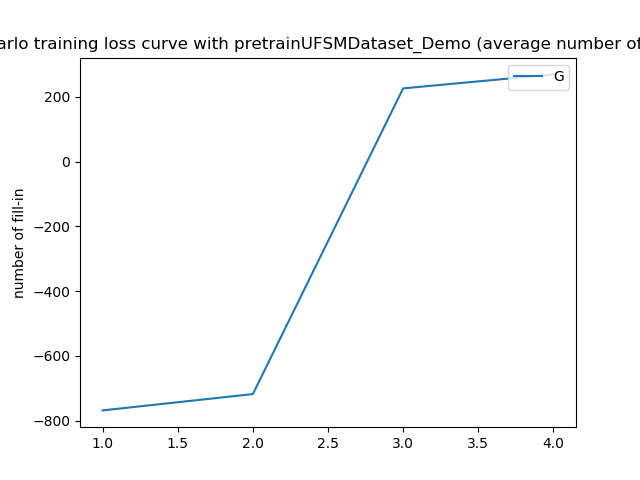 arlo training loss curve with pretrainUFSMDataset_Demo (average number of
G
number of fill-in
200
0
−200
−400
−600
−800
1.0 1.5 2.0 2.5 3.0 3.5 4.0